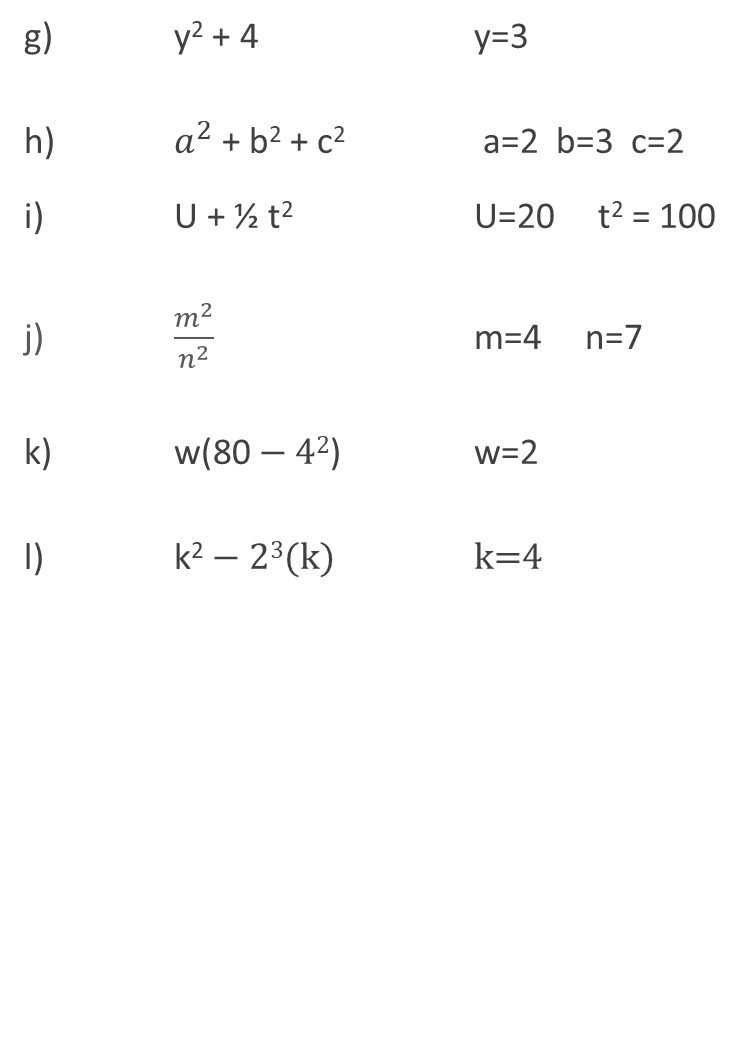 g) y² + 4 y=3
h) a² + b² + c² a=2 b=3 c=2
i) U + ½ t² U=20 t² = 100
j) m²/n² m=4 n=7
k) w(80 − 4²) w=2
l) k² − 2³(k) k=4